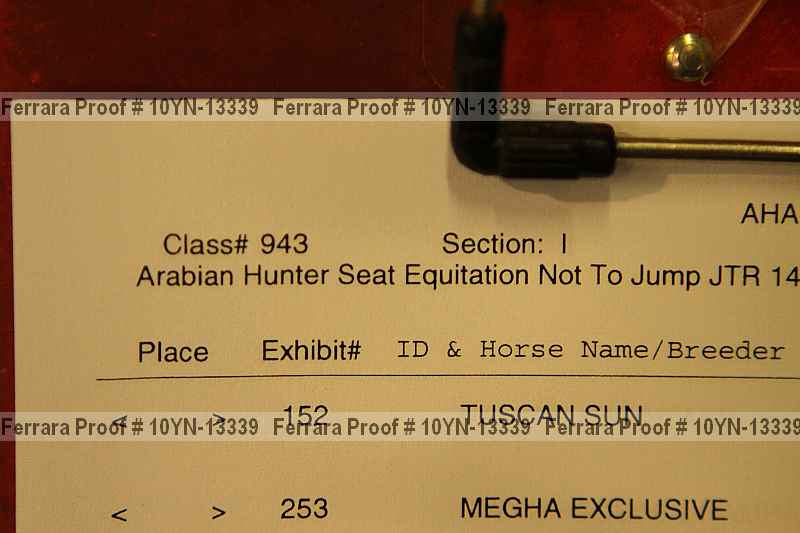 Ferrara Proof # 10YN-13339 Ferrara Proof # 10YN-13339 Ferrara Proof # 10YN-13339
AHA
Class# 943 Section: I
Arabian Hunter Seat Equitation Not To Jump JTR 14
Place Exhibit# ID & Horse Name/Breeder
< > 152 TUSCAN SUN
Ferrara Proof # 10YN-13339 Ferrara Proof # 10YN-13339 Ferrara Proof # 10YN-13339
< > 253 MEGHA EXCLUSIVE